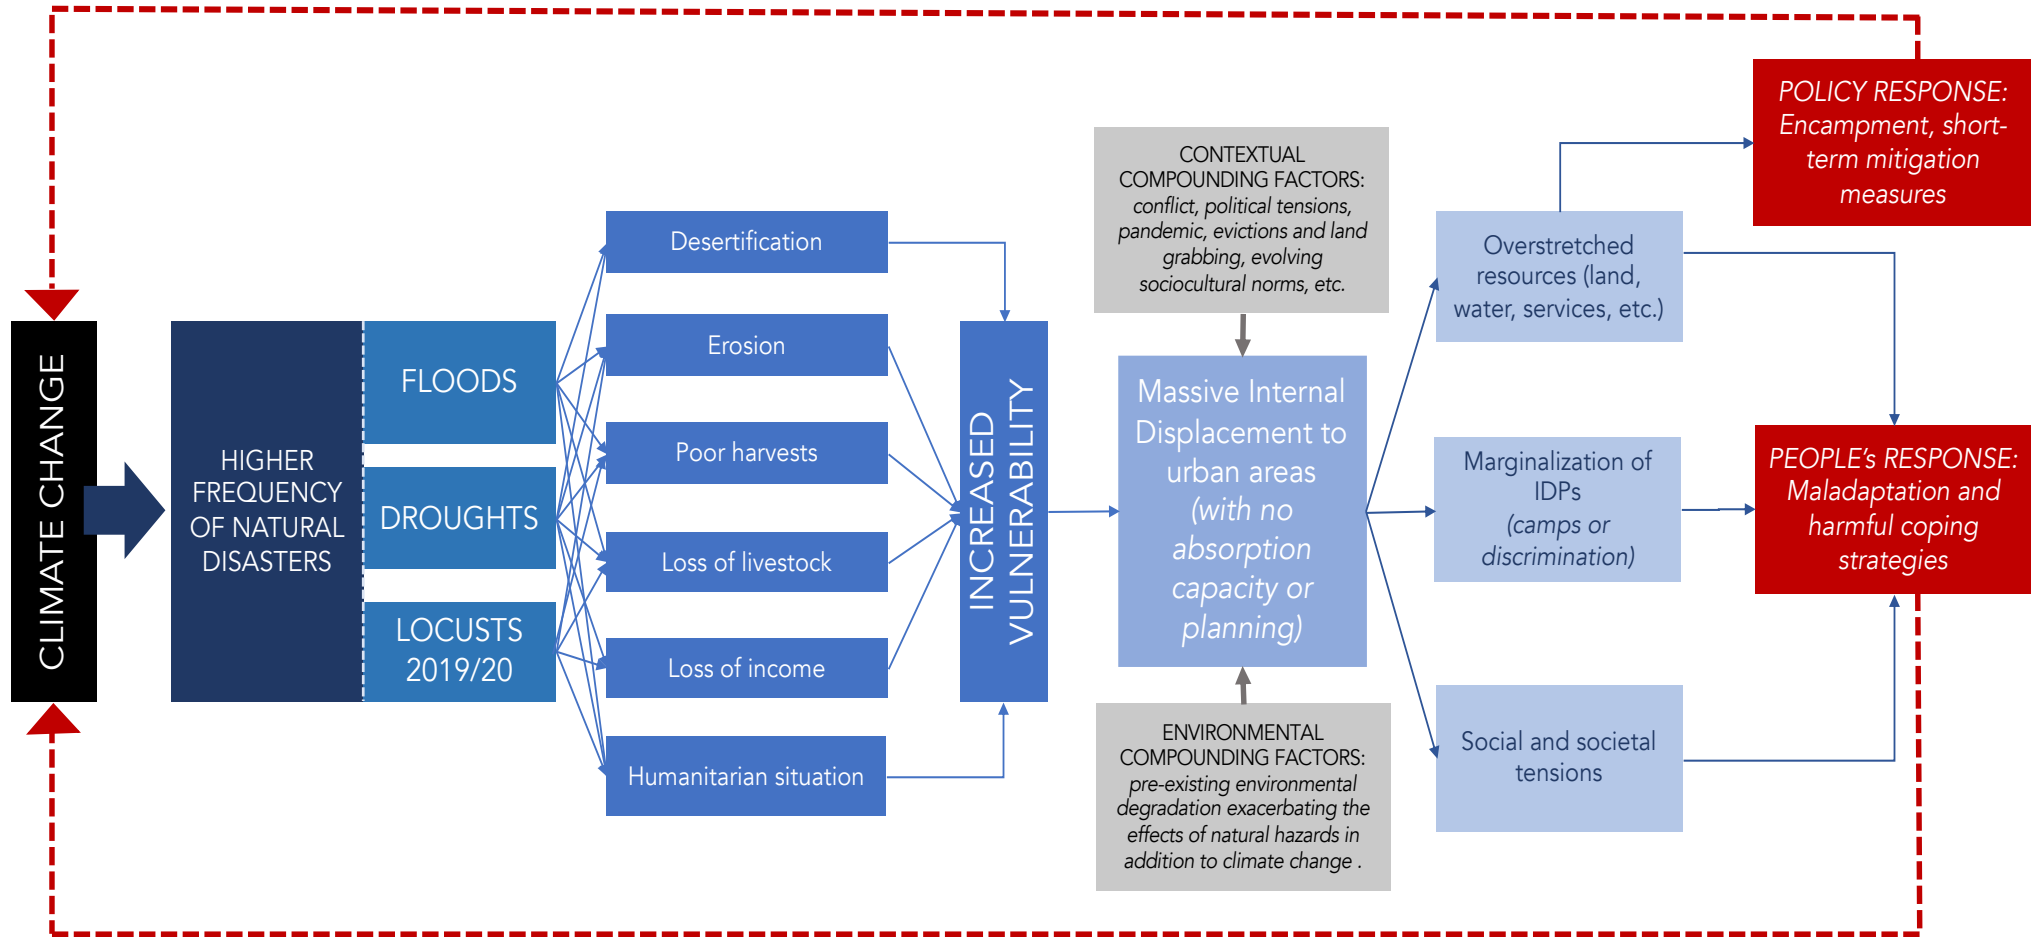 CLIMATE CHANGE
HIGHER
FREQUENCY
OF NATURAL
DISASTERS
FLOODS
DROUGHTS
LOCUSTS
2019/20
Desertification
Erosion
Poor harvests
Loss of livestock
Loss of income
Humanitarian situation
INCREASED
VULNERABILITY
CONTEXTUAL
COMPOUNDING FACTORS:
conflict, political tensions,
pandemic, evictions and land
grabbing, evolving
sociocultural norms, etc.
Massive Internal
Displacement to
urban areas
(with no
absorption
capacity or
planning)
ENVIRONMENTAL
COMPOUNDING FACTORS:
pre-existing environmental
degradation exacerbating the
effects of natural hazards in
addition to climate change .
Overstretched
resources (land,
water, services, etc.)
Marginalization of
IDPs
(camps or
discrimination)
Social and societal
tensions
POLICY RESPONSE:
Encampment, short-
term mitigation
measures
PEOPLE's RESPONSE:
Maladaptation and
harmful coping
strategies